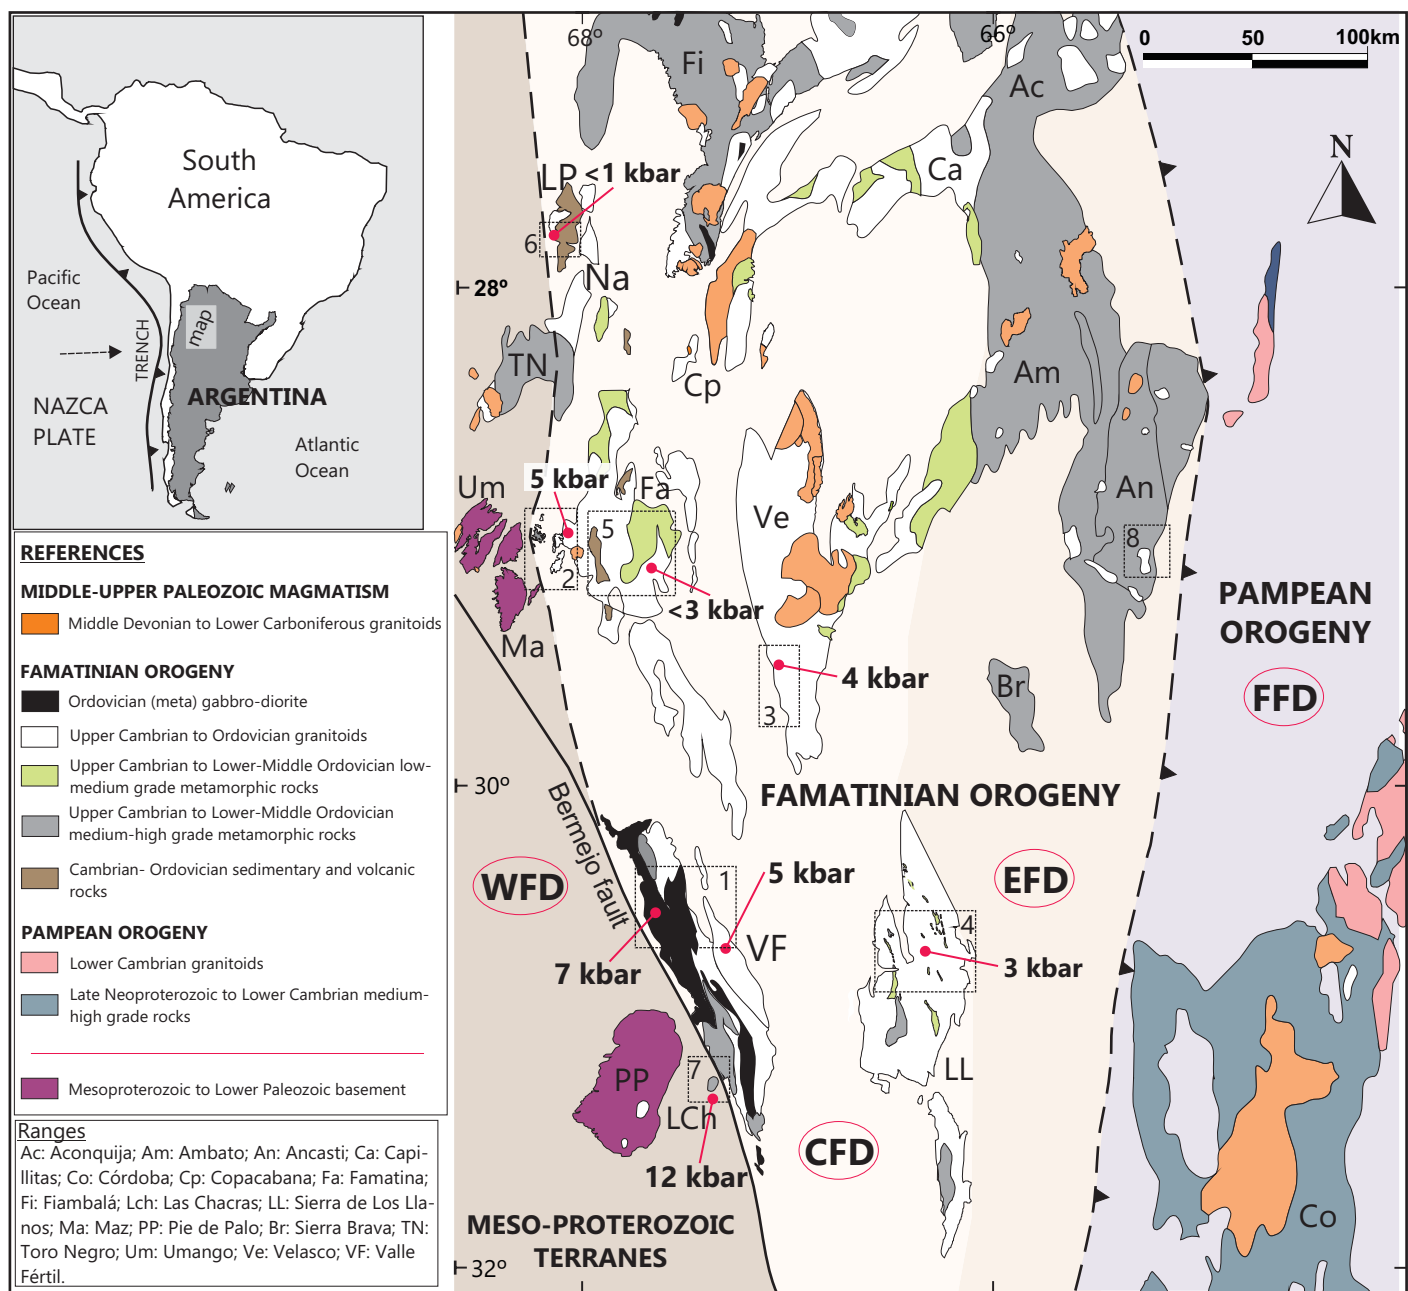 South
America
Pacific
Ocean
TRENCH
map
ARGENTINA
NAZCA
PLATE
Atlantic
Ocean
REFERENCES
MIDDLE-UPPER PALEOZOIC MAGMATISM
Middle Devonian to Lower Carboniferous granitoids
FAMATINIAN OROGENY
Ordovician (meta) gabbro-diorite
Upper Cambrian to Ordovician granitoids
Upper Cambrian to Lower-Middle Ordovician low-
medium grade metamorphic rocks
Upper Cambrian to Lower-Middle Ordovician
medium-high grade metamorphic rocks
Cambrian- Ordovician sedimentary and volcanic
rocks
PAMPEAN OROGENY
Lower Cambrian granitoids
Late Neoproterozoic to Lower Cambrian medium-
high grade rocks
Mesoproterozoic to Lower Paleozoic basement
Ranges
Ac: Aconquija; Am: Ambato; An: Ancasti; Ca: Capi-
llitas; Co: Córdoba; Cp: Copacabana; Fa: Famatina;
Fi: Fiambalá; Lch: Las Chacras; LL: Sierra de Los Lla-
nos; Ma: Maz; PP: Pie de Palo; Br: Sierra Brava; TN:
Toro Negro; Um: Umango; Ve: Velasco; VF: Valle
Fértil.
68º
66º
0 50 100km
N
Fi
Ac
LP
<1 kbar
Ca
6
Na
28º
TN
Cp
Am
5 kbar
Um
Fa
Ve
An
5
8
2
<3 kbar
Ma
PAMPEAN
OROGENY
FFD
4 kbar
3
Br
30º
FAMATINIAN OROGENY
Bermejo fault
WFD
1
5 kbar
EFD
4
VF
7 kbar
3 kbar
PP
7
LL
LCh
CFD
12 kbar
MESO-PROTEROZOIC
TERRANES
Co
32º